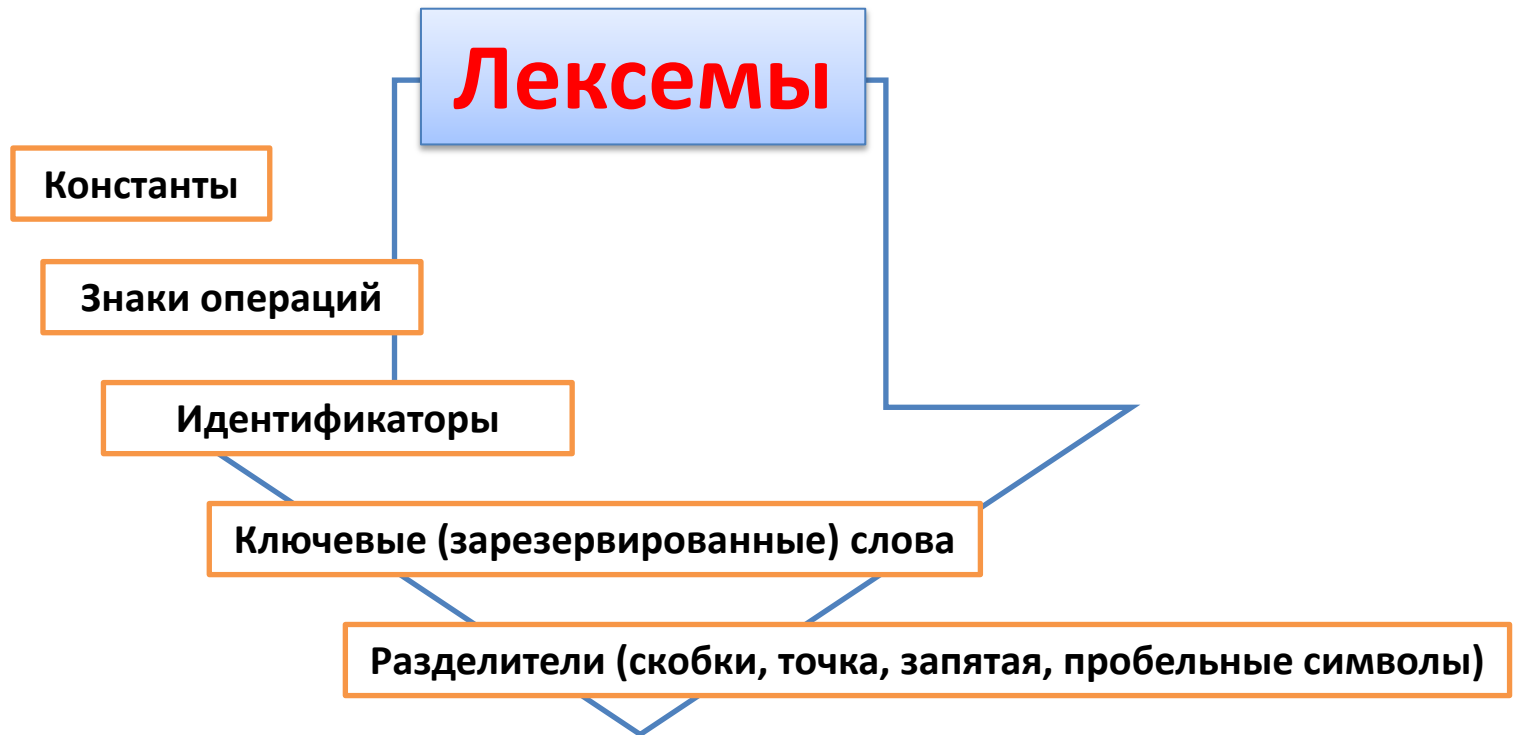 Лексемы
Константы
Знаки операций
Идентификаторы
Ключевые (зарезервированные) слова
Разделители (скобки, точка, запятая, пробельные символы)